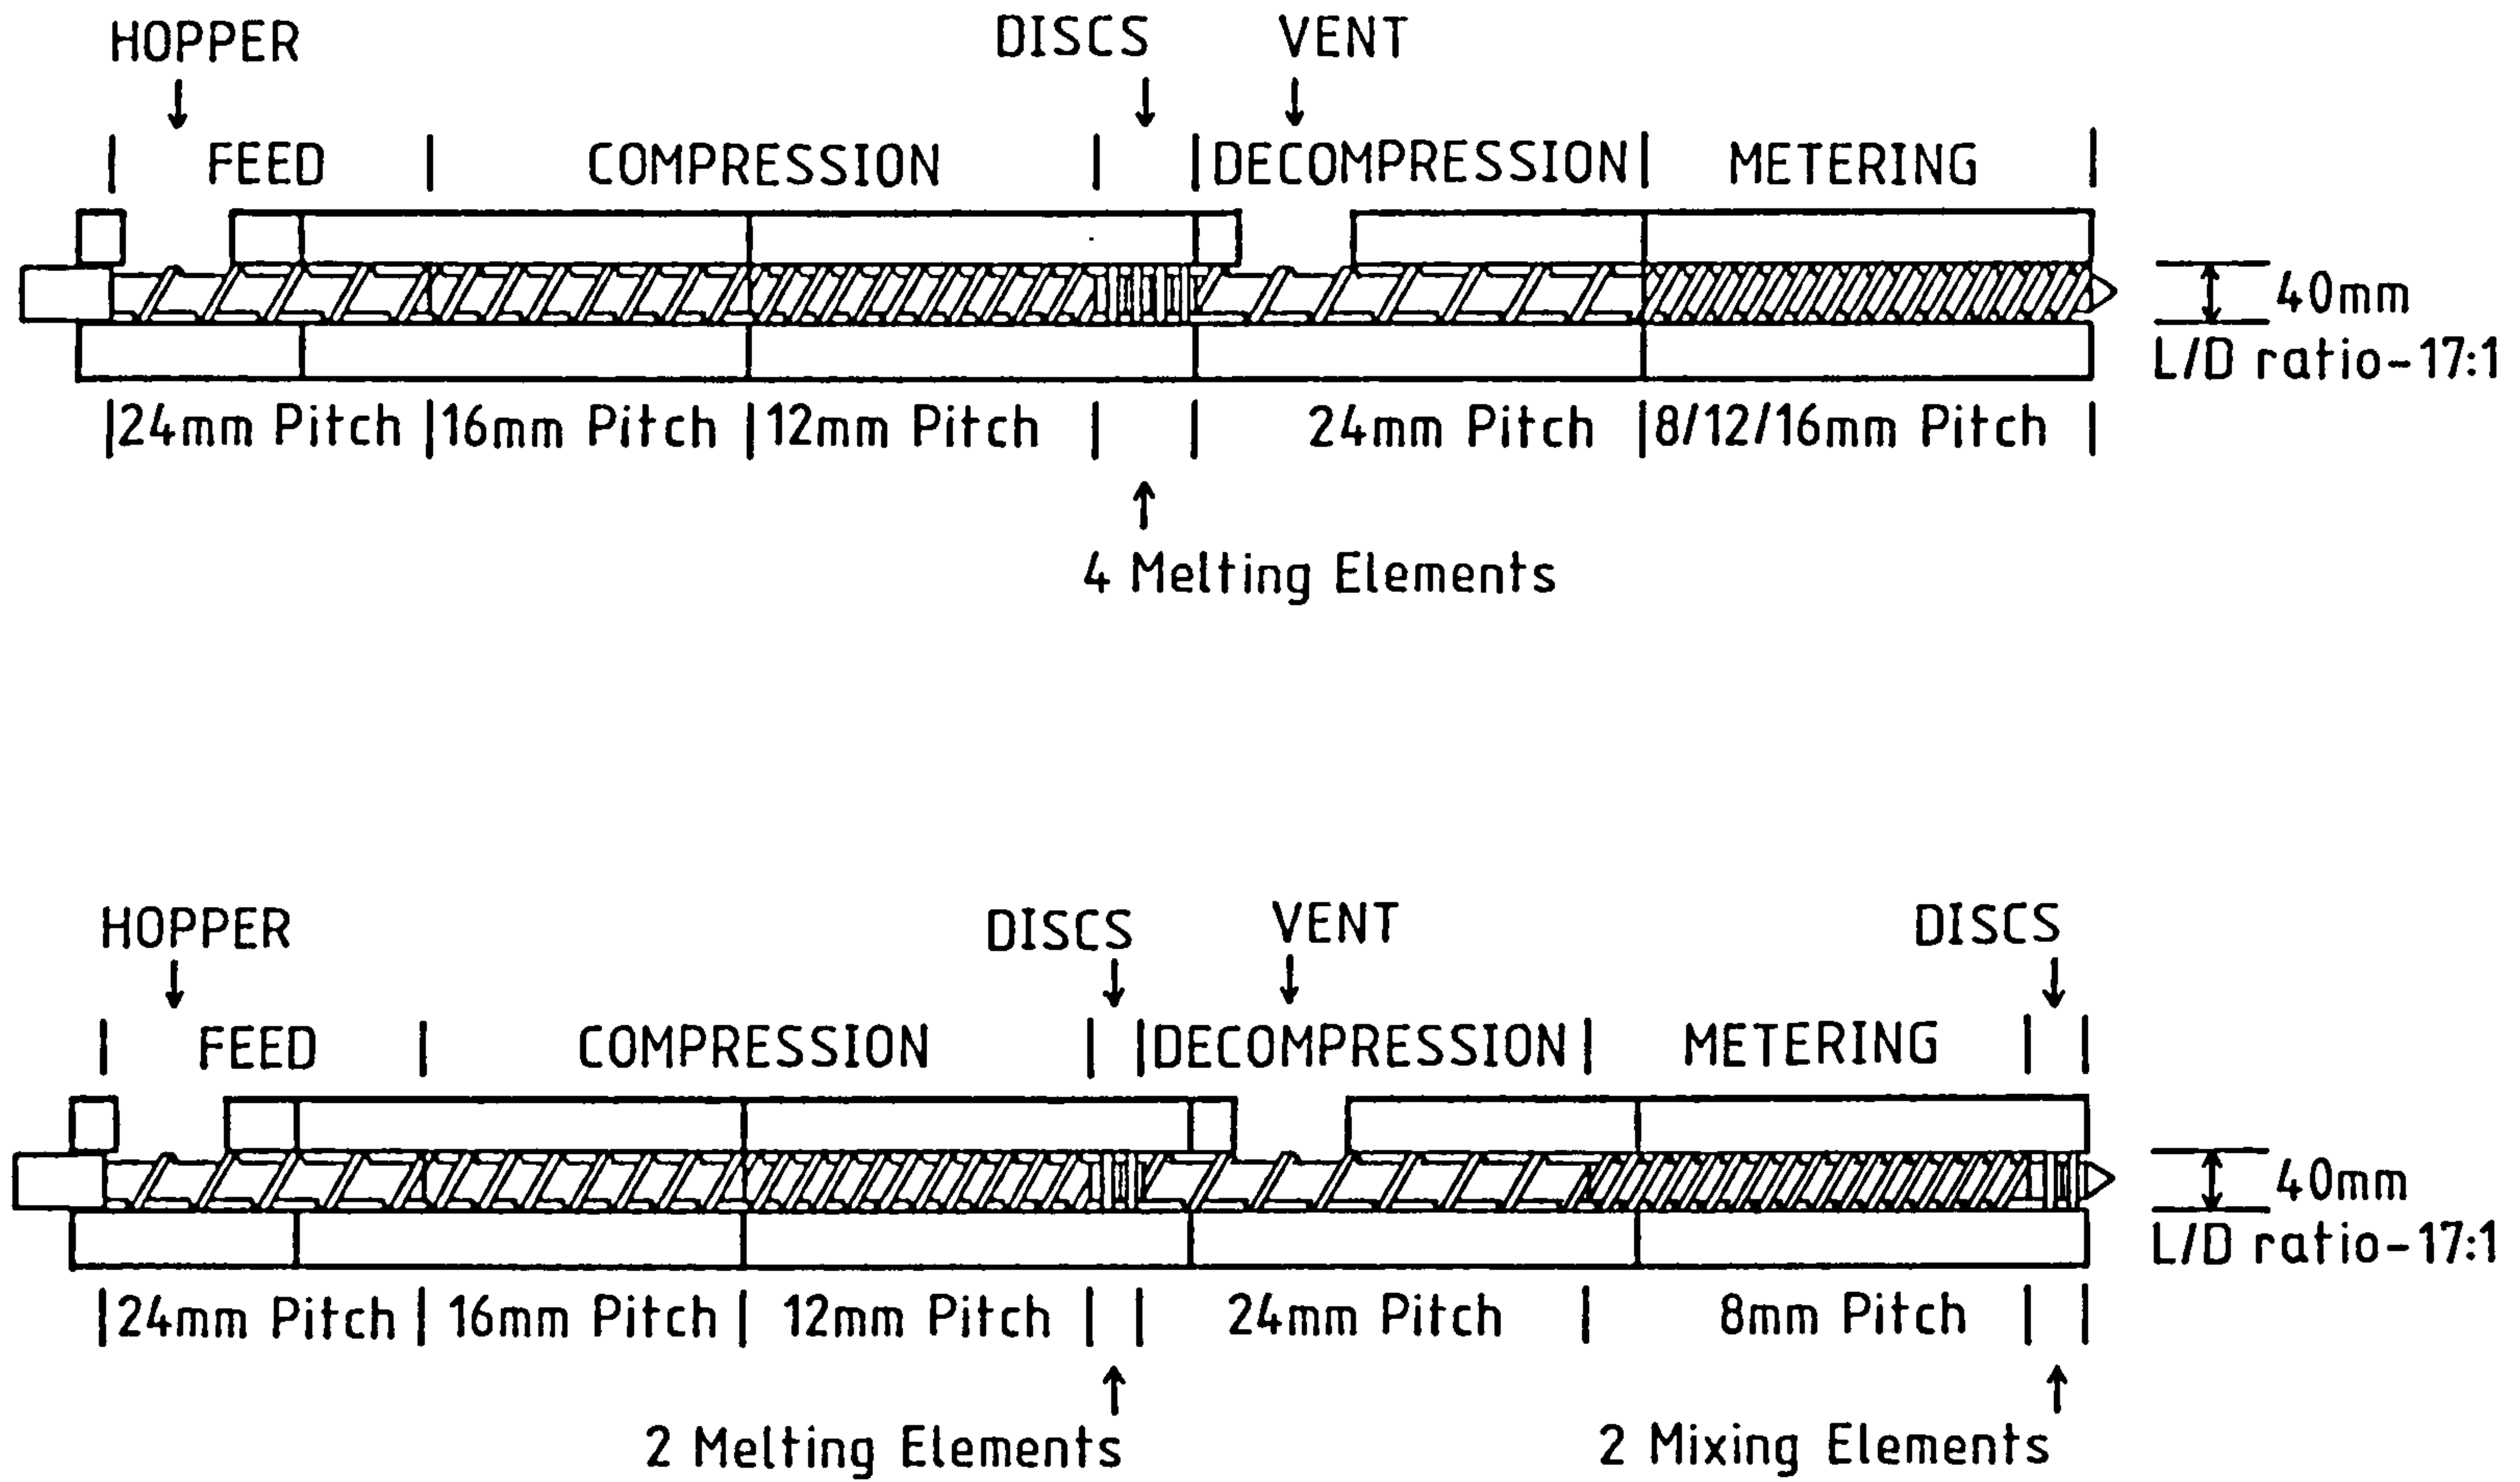 HOPPER DISCS VENT
FEED COMPRESSION DECOMPRESSION METERING
40mm
L/D ratio-17:1
24mm Pitch 16mm Pitch 12mm Pitch 24mm Pitch 8/12/16mm Pitch
4 Melting Elements
HOPPER DISCS VENT DISCS
FEED COMPRESSION DECOMPRESSION METERING
40mm
L/D ratio-17:1
24mm Pitch 16mm Pitch 12mm Pitch 24mm Pitch 8mm Pitch
2 Melting Elements 2 Mixing Elements